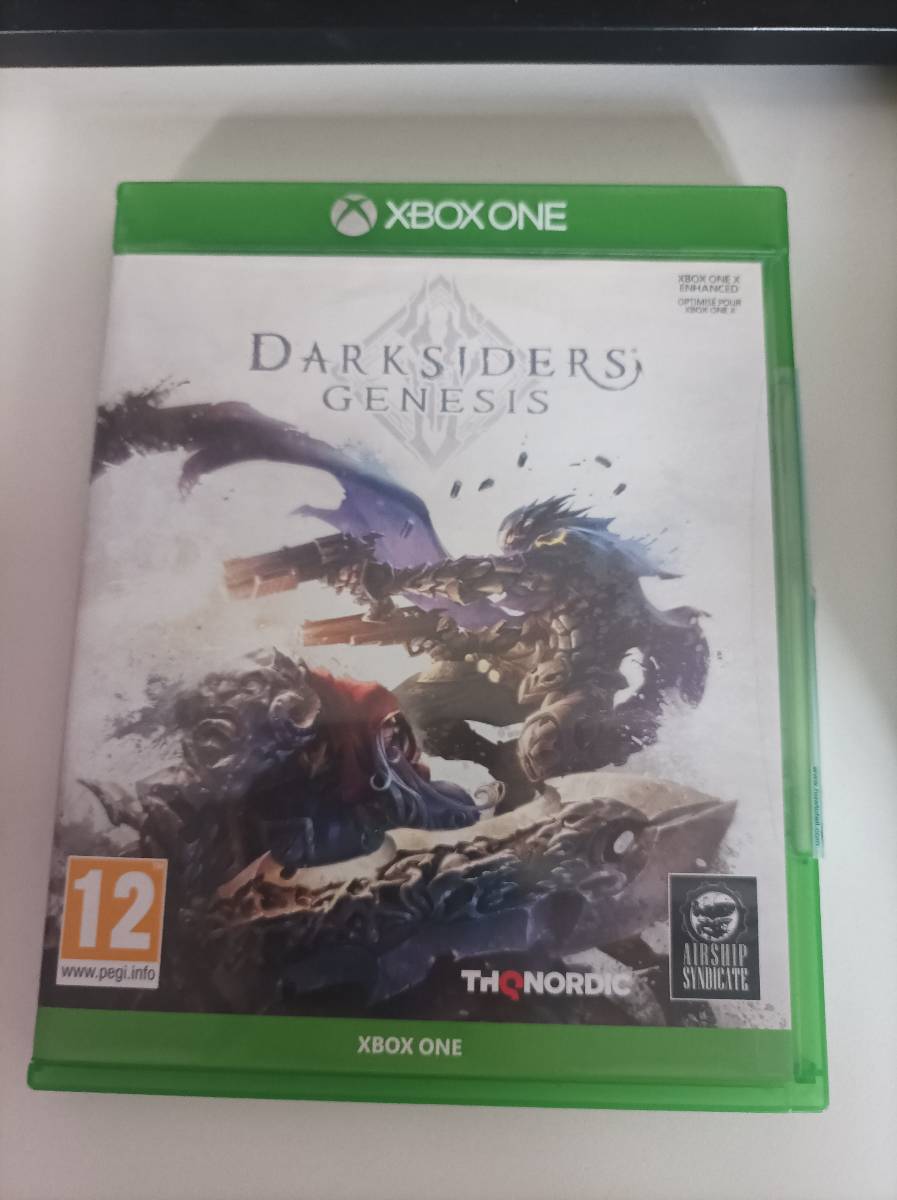 XBOX ONE
XBOX ONE X
ENHANCED
OPTIMISÉ POUR
XBOX ONE X
DARKSIDERS
GENESIS
12
www.pegi.info
THQNORDIC
AIRSHIP
SYNDICATE
XBOX ONE